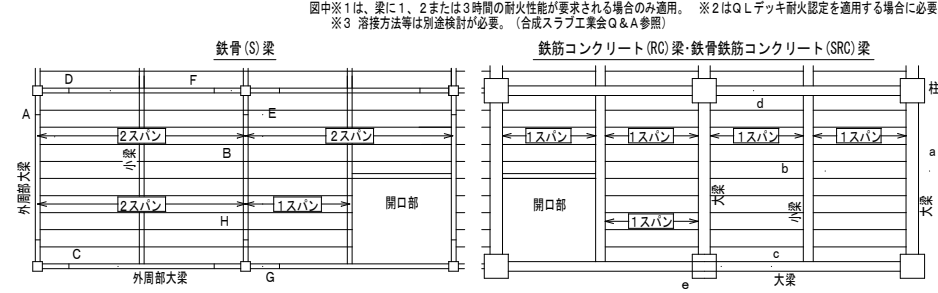 図中※1は、梁に1、2または3時間の耐火性能が要求される場合のみ適用。 ※2はQLデッキ耐火認定を適用する場合に必要
※3 溶接方法等は別途検討が必要。（合成スラブ工業会Q&A参照）
鉄骨(S)梁
鉄筋コンクリート(RC)梁・鉄骨鉄筋コンクリート(SRC)梁
D
F
A
E
2スパン
2スパン
小梁
B
外周部大梁
2スパン
1スパン
開口部
H
C
外周部大梁
G
柱
d
1スパン
1スパン
1スパン
1スパン
a
b
開口部
大梁
小梁
大梁
1スパン
c
e
大梁